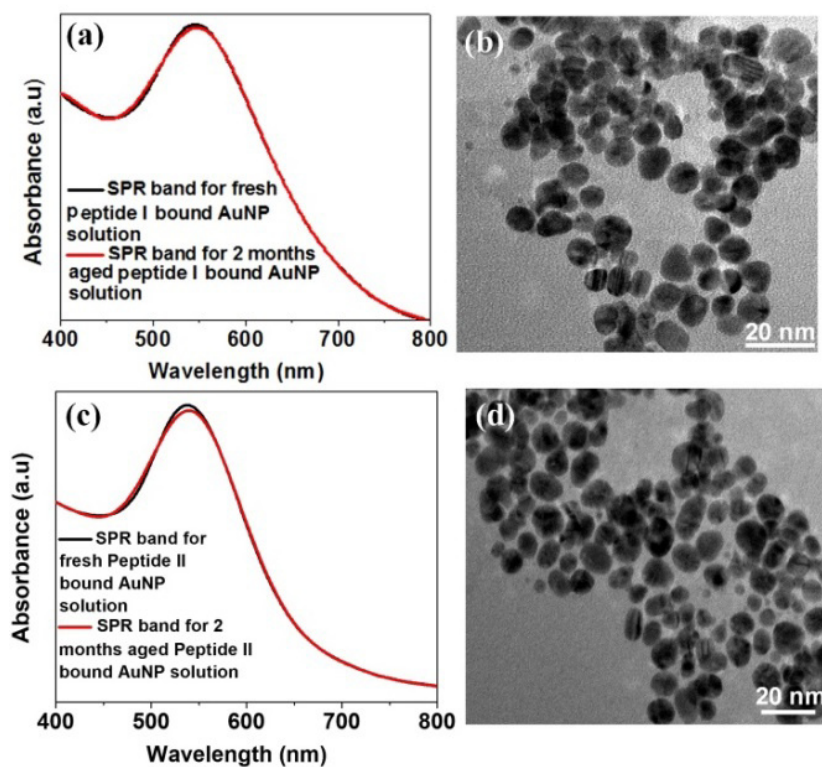 (a)
Absorbance (a.u)
SPR band for fresh
peptide I bound AuNP
solution
SPR band for 2 months
aged peptide I bound AuNP
solution
400 500 600 700 800
Wavelength (nm)
(b)
20 nm
(c)
Absorbance (a.u)
SPR band for
fresh Peptide II
bound AuNP
solution
SPR band for 2
months aged Peptide II
bound AuNP solution
400 500 600 700 800
Wavelength (nm)
(d)
20 nm